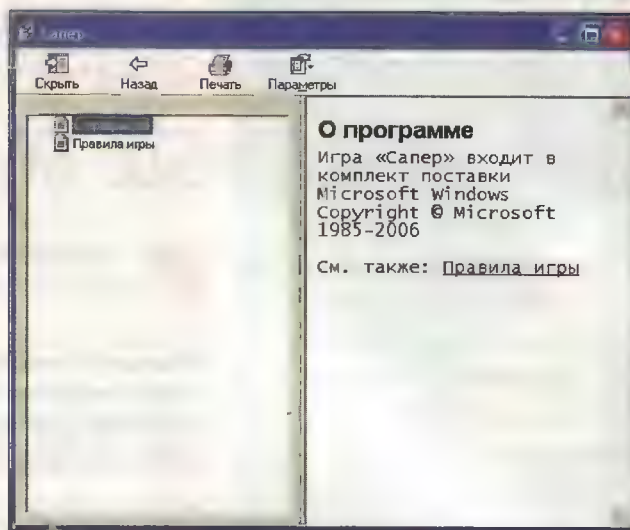 Сапер
Скрыть Назад Печать Параметры
Правила игры
О программе
Игра «Сапер» входит в
комплект поставки
Microsoft Windows
Copyright © Microsoft
1985-2006
См. также: Правила игры